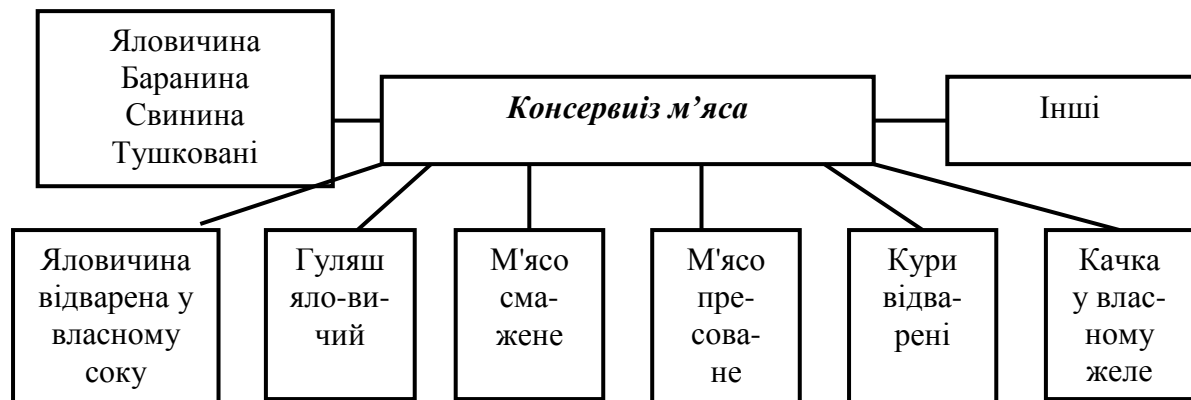 Яловичина
Баранина
Свинина
Тушковані
Консервиіз м’яса
Інші
Яловичина
відварена у
власному
соку
Гуляш
яло-ви-
чий
М'ясо
сма-
жене
М'ясо
пре-
сова-
не
Кури
відва-
рені
Качка
у влас-
ному
желе